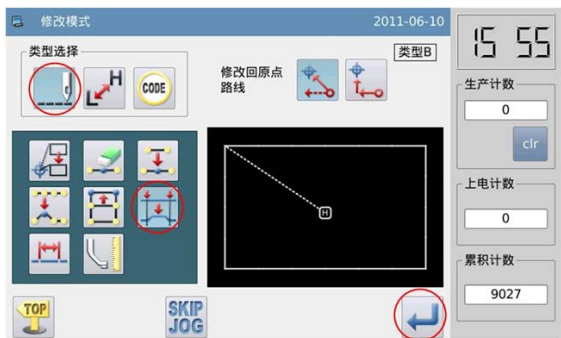 修改模式
2011-06-10
类型选择
H
L
CODE
修改回原点
路线
类型B
H
TOP
SKIP
JOG
15 55
生产计数
0
clr
上电计数
0
累积计数
9027